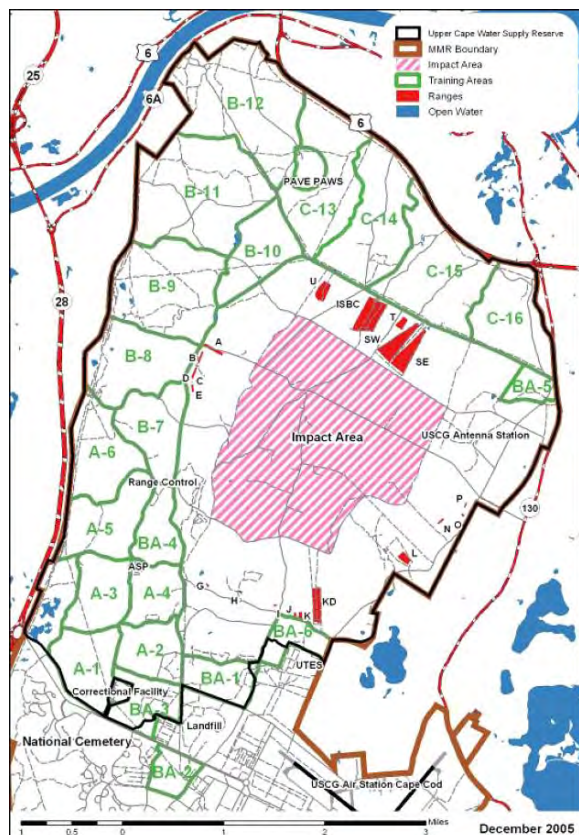 Upper Cape Water Supply Reserve
MMR Boundary
Impact Area
Training Areas
Ranges
Open Water
6
25
6A
6
B-12
PAVE PAWS
B-11
C-13
C-14
B-10
C-15
28
B-9
U
ISBC
T
C-16
SW
SE
A
B-8
B
D
C
E
BA-5
B-7
Impact Area
USCG Antenna Station
A-6
Range Control
P
130
A-5
BA-4
N
O
L
ASP
G
A-3
A-4
H
KD
I
J
K
BA-6
A-2
A-1
UTES
BA-1
Correctional Facility
BA-3
Landfill
National Cemetery
BA-2
USCG Air Station Cape Cod
Miles
1 0.5 0 1 2 3
December 2005